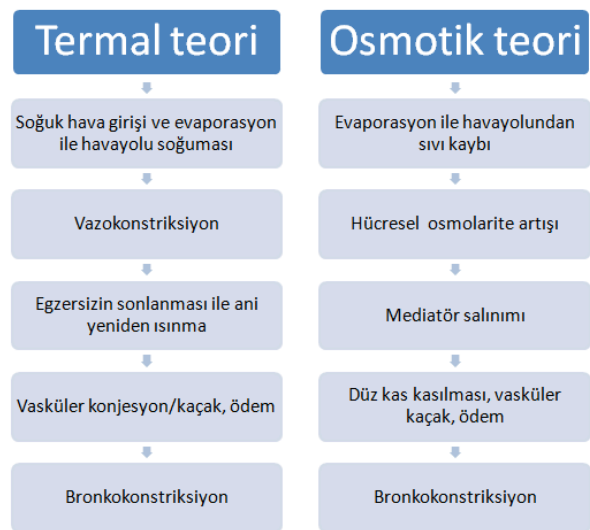 Termal teori
Soğuk hava girişi ve evaporasyon
ile havayolu soğuması
Vazokonstriksiyon
Egzersizin sonlanması ile ani
yeniden ısınma
Vasküler konjesyon/kaçak, ödem
Bronkokonstriksiyon
Osmotik teori
Evaporasyon ile havayolundan
sıvı kaybı
Hücresel osmolarite artışı
Mediatör salınımı
Düz kas kasılması, vasküler
kaçak, ödem
Bronkokonstriksiyon